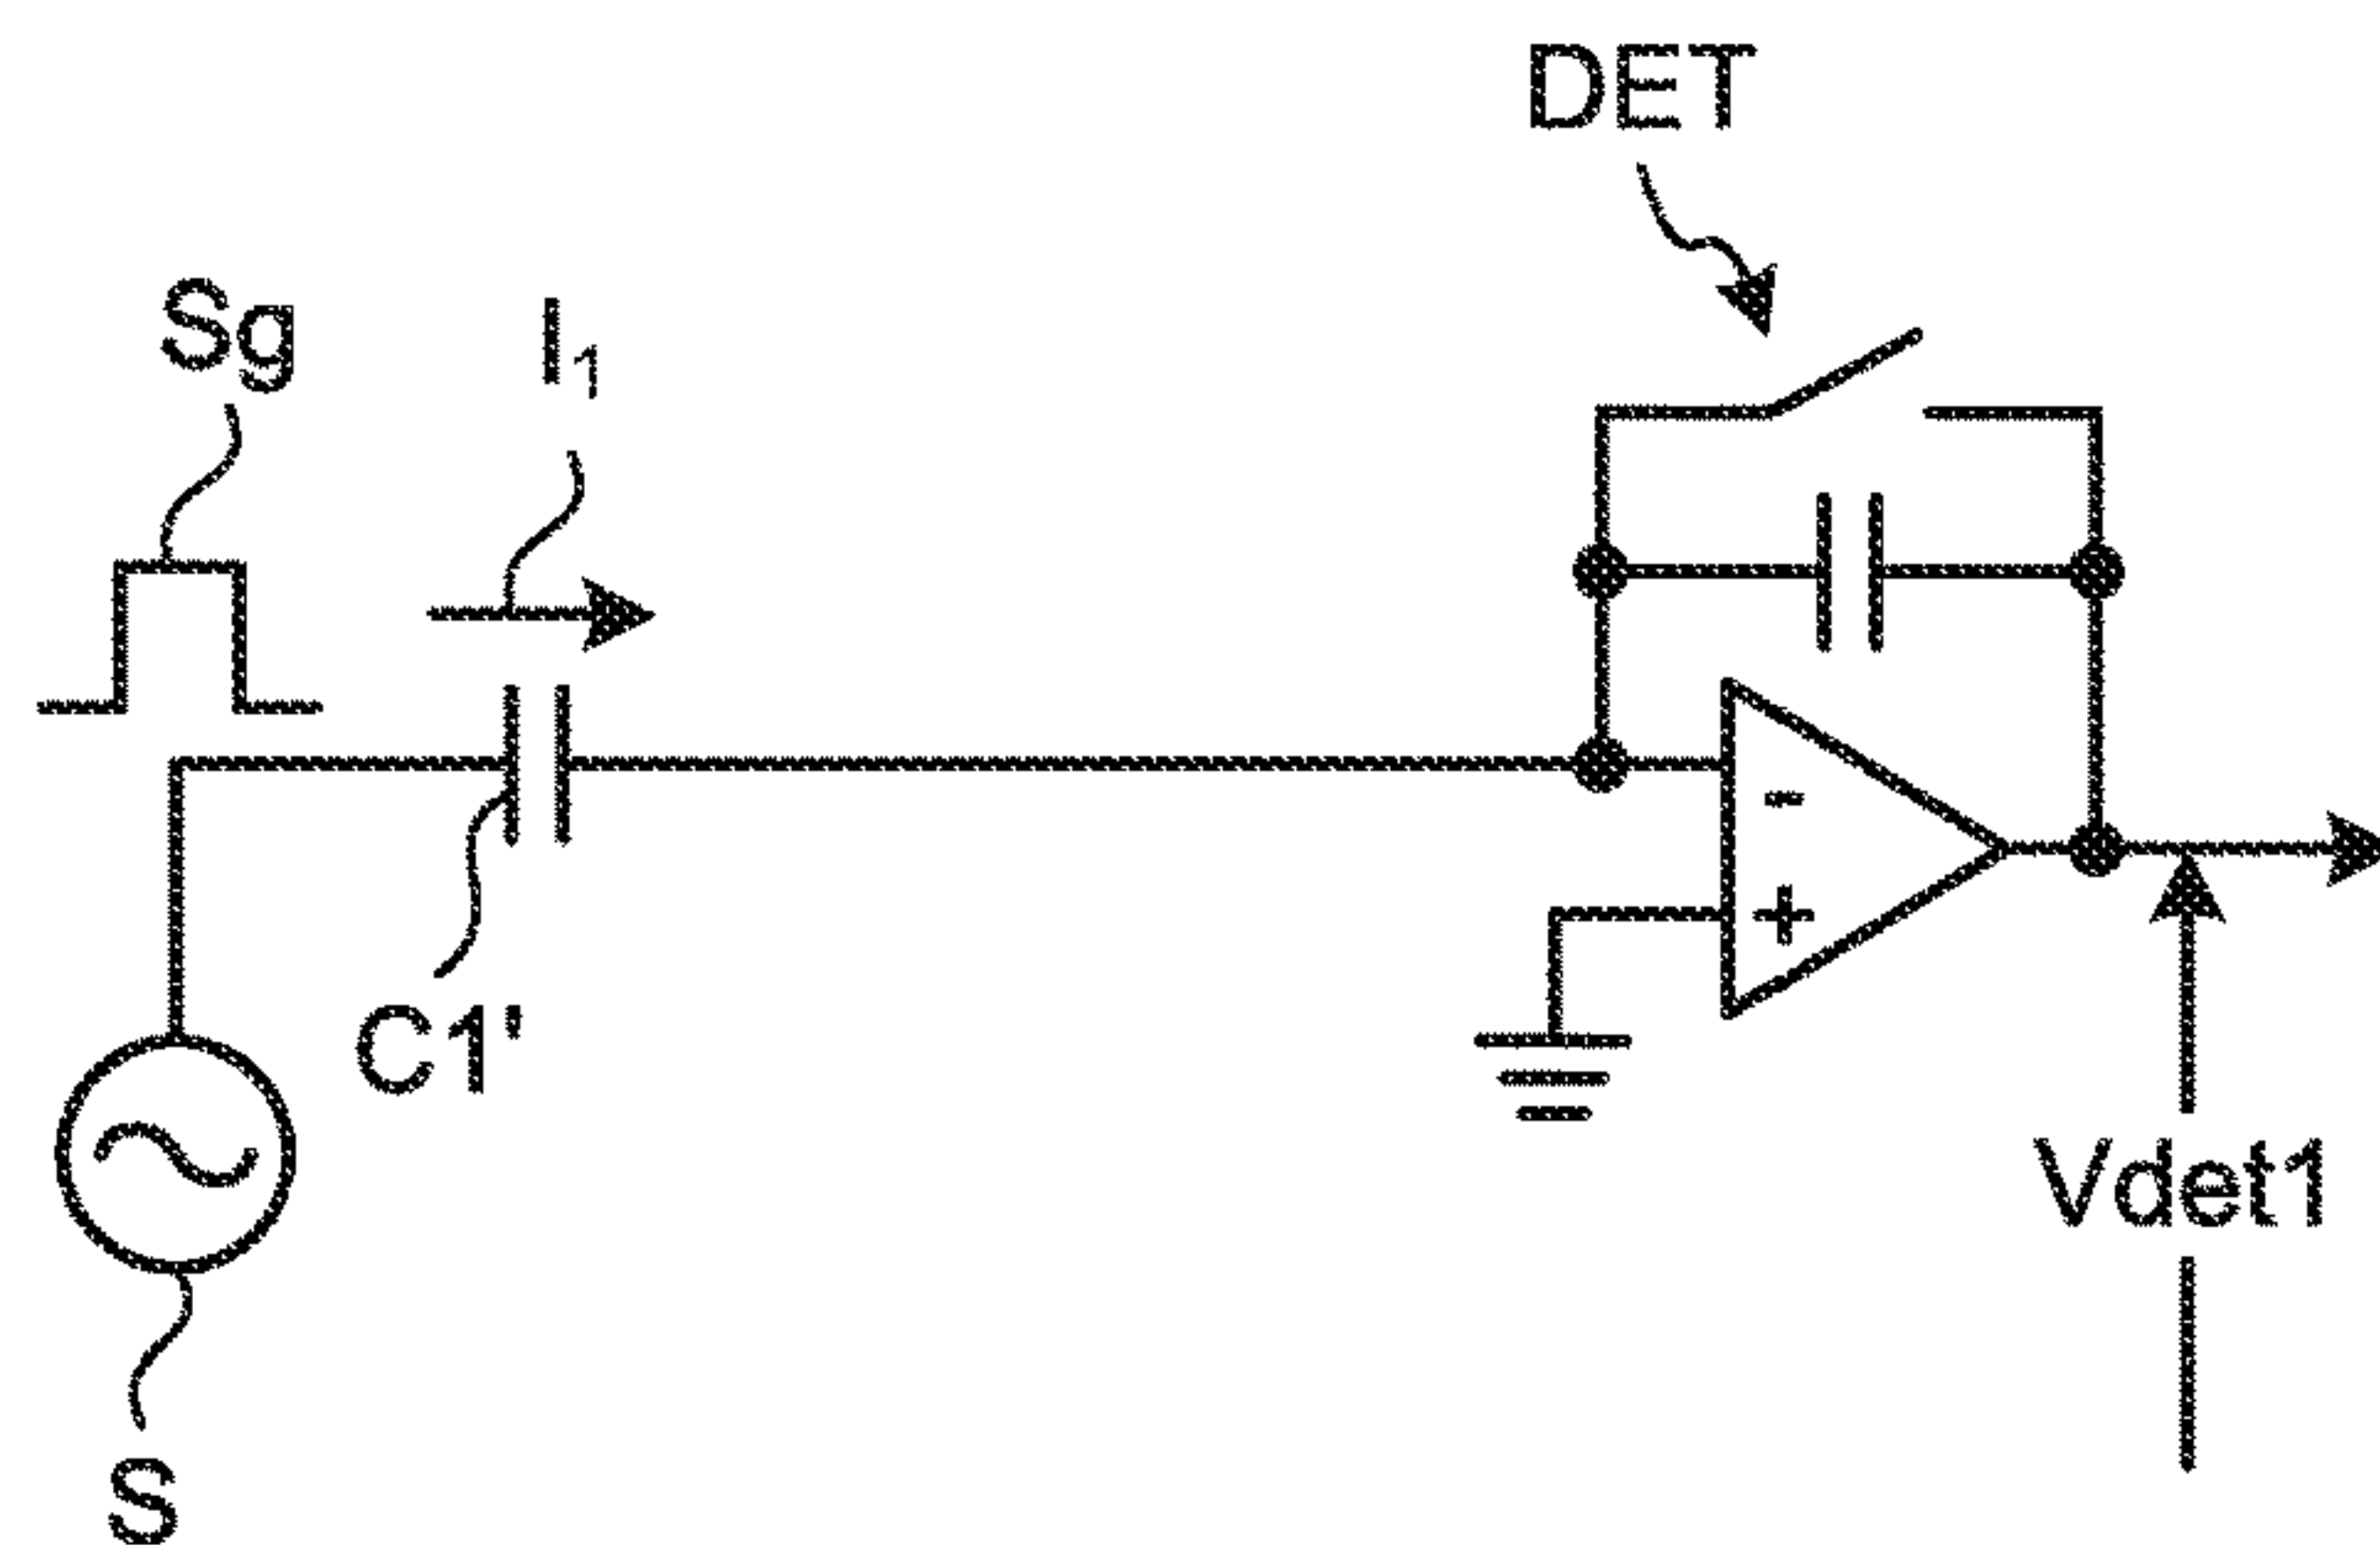 DET
Sg
I₁
-
+
C1'
Vdet1
S